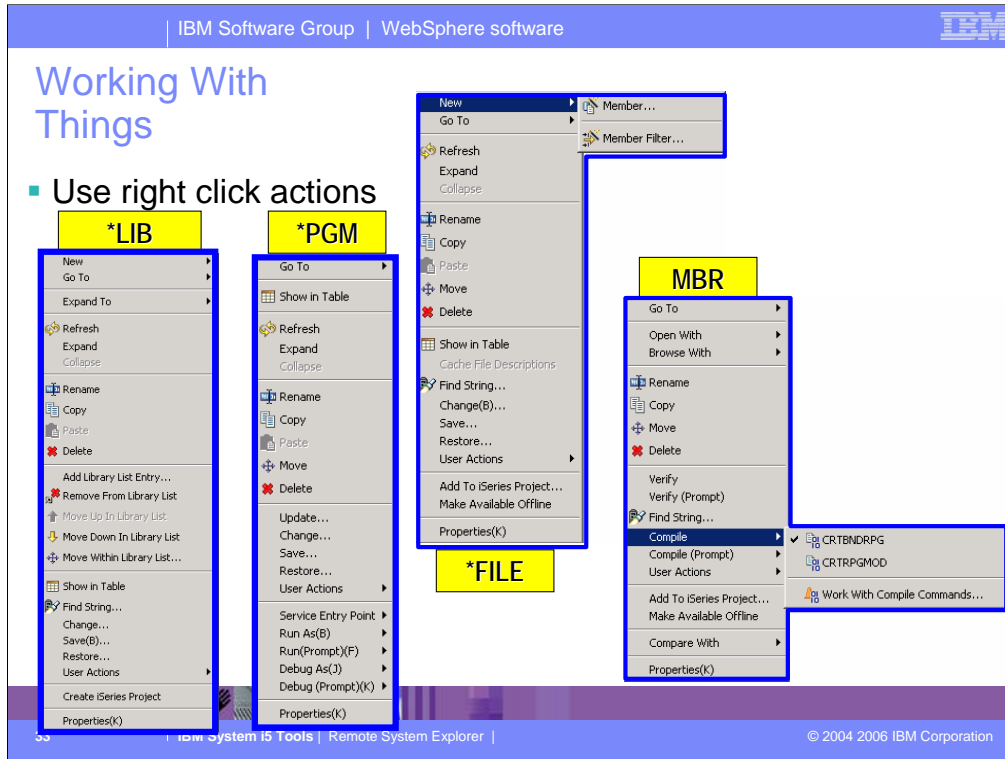 IBM Software Group | WebSphere software
IBM
Working With
Things
Use right click actions
*LIB
New
Go To
Expand To
Refresh
Expand
Collapse
Rename
Copy
Paste
Delete
Add Library List Entry...
Remove From Library List
Move Up In Library List
Move Down In Library List
Move Within Library List...
Show in Table
Find String...
Change...
Save(B)...
Restore...
User Actions
Create iSeries Project
Properties(K)
*PGM
Go To
Show in Table
Refresh
Expand
Collapse
Rename
Copy
Paste
Move
Delete
Update...
Change...
Save...
Restore...
User Actions
Service Entry Point
Run As(B)
Run(Prompt)(F)
Debug As(J)
Debug (Prompt)(K)
Properties(K)
New
Member...
Member Filter...
Go To
Refresh
Expand
Collapse
Rename
Copy
Paste
Move
Delete
Show in Table
Cache File Descriptions
Find String...
Change(B)...
Save...
Restore...
User Actions
Add To iSeries Project...
Make Available Offline
Properties(K)
*FILE
MBR
Go To
Open With
Browse With
Rename
Copy
Move
Delete
Verify
Verify (Prompt)
Find String...
Compile
CRTBNDRPG
CRTRPGMOD
Work With Compile Commands...
Compile (Prompt)
User Actions
Add To iSeries Project...
Make Available Offline
Compare With
Properties(K)
33
IBM System i5 Tools | Remote System Explorer |
© 2004 2006 IBM Corporation